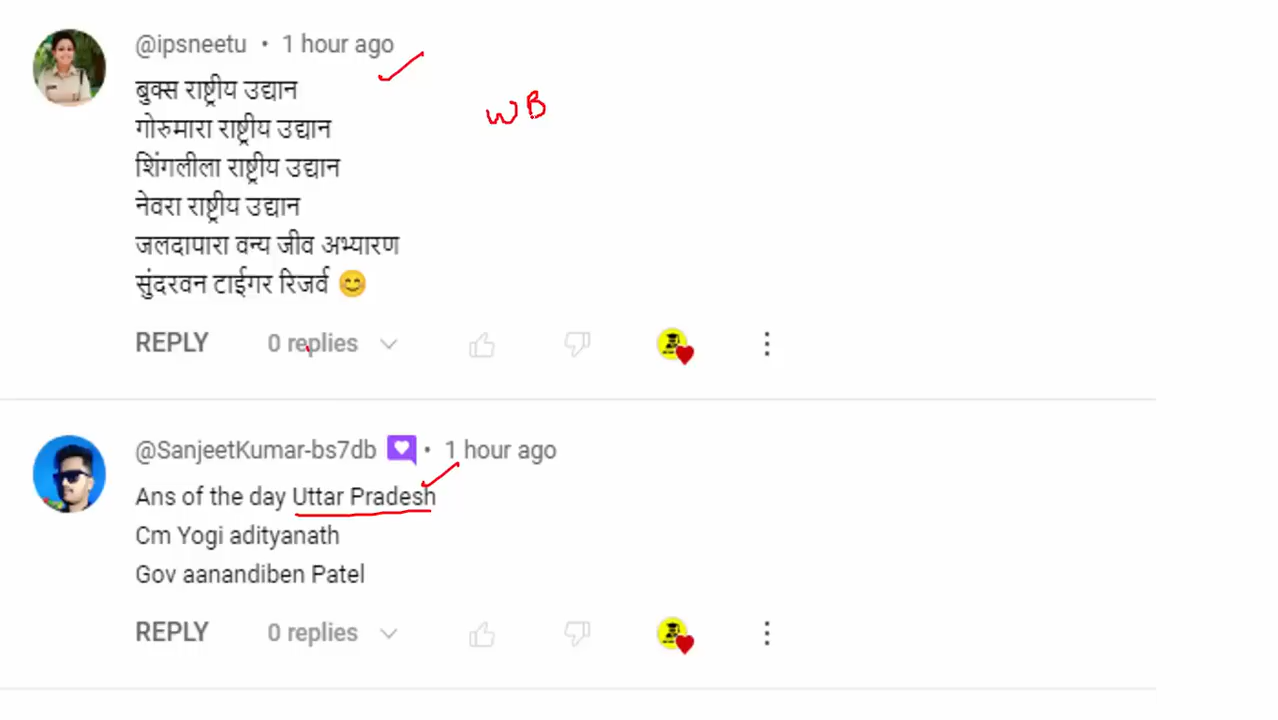 @ipsneetu • 1 hour ago
बुक्स राष्ट्रीय उद्यान
WB
गोरुमारा राष्ट्रीय उद्यान
शिंगलीला राष्ट्रीय उद्यान
नेवरा राष्ट्रीय उद्यान
जलदापारा वन्य जीव अभ्यारण
सुंदरवन टाईगर रिजर्व 😊
REPLY 0 replies
@SanjeetKumar-bs7db • 1 hour ago
Ans of the day Uttar Pradesh
Cm Yogi adityanath
Gov aanandiben Patel
REPLY 0 replies